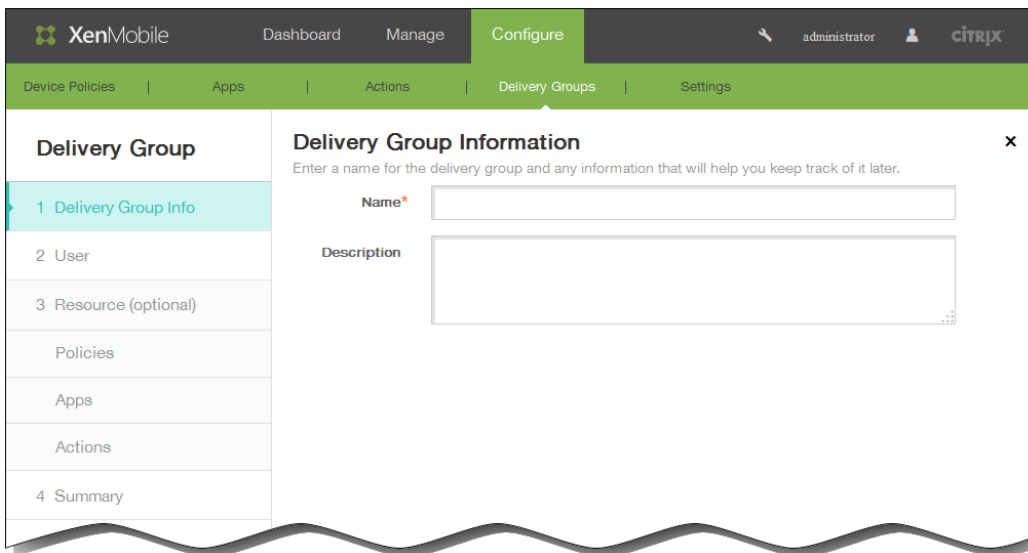 XenMobile Dashboard Manage Configure administrator CITRIX
Device Policies | Apps | Actions | Delivery Groups | Settings
Delivery Group
1 Delivery Group Info
2 User
3 Resource (optional)
Policies
Apps
Actions
4 Summary
Delivery Group Information x
Enter a name for the delivery group and any information that will help you keep track of it later.
Name*
Description